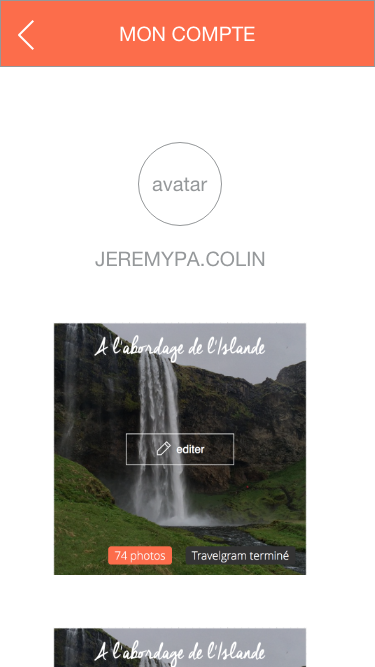 MON COMPTE
avatar
JEREMYPA.COLIN
A l'abordage de l'Islande
editer
74 photos
Travelgram terminé
A l'abordage de l'Islande